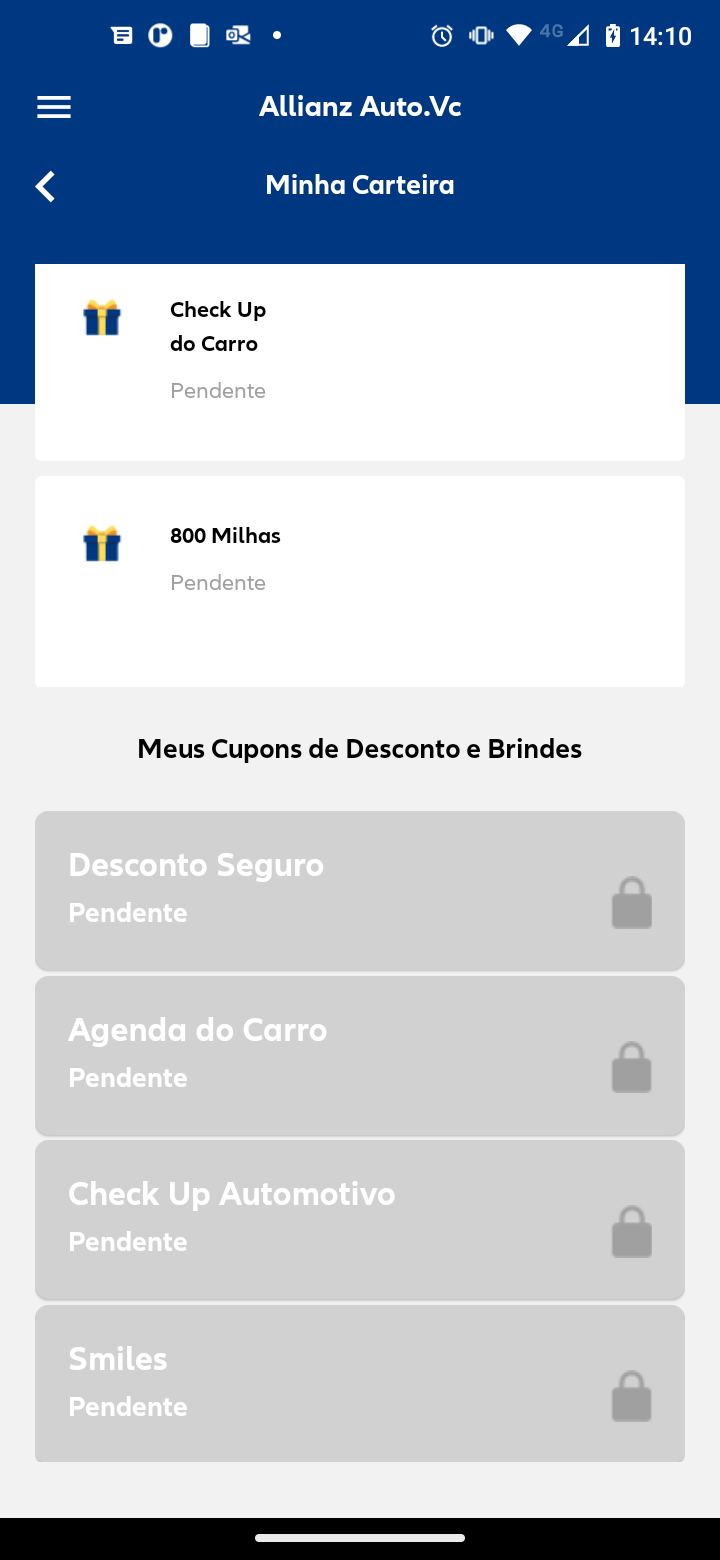 4G 14:10
Allianz Auto.Vc
Minha Carteira
Check Up
do Carro
Pendente
800 Milhas
Pendente
Meus Cupons de Desconto e Brindes
Desconto Seguro
Pendente
Agenda do Carro
Pendente
Check Up Automotivo
Pendente
Smiles
Pendente